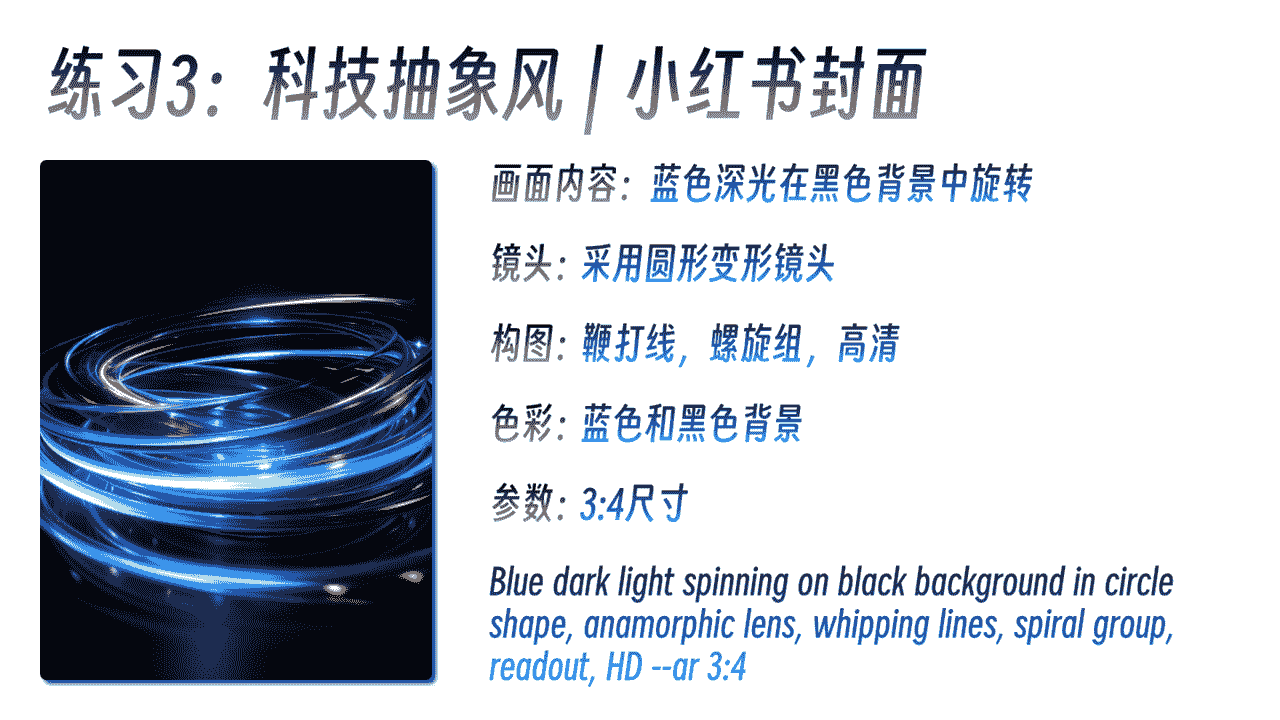 练习3：科技抽象风 | 小红书封面
画面内容：蓝色深光在黑色背景中旋转
镜头：采用圆形变形镜头
构图：鞭打线，螺旋组，高清
色彩：蓝色和黑色背景
参数：3:4尺寸
Blue dark light spinning on black background in circle
shape, anamorphic lens, whipping lines, spiral group,
readout, HD --ar 3:4